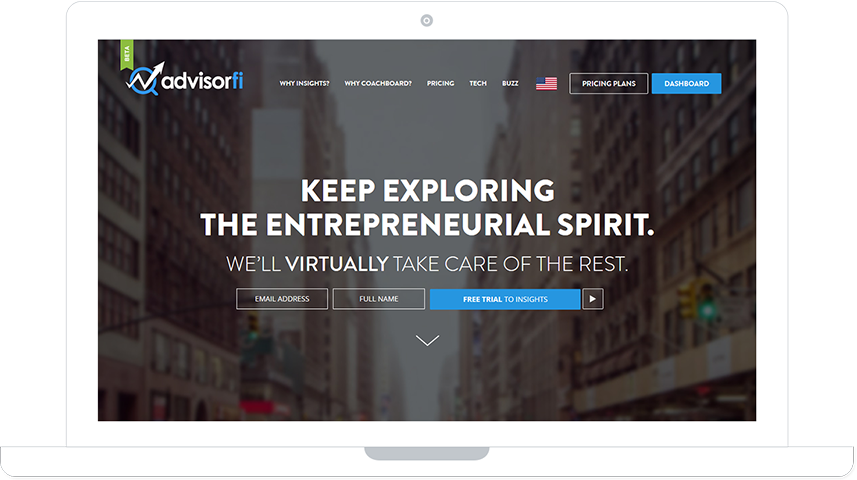 BETA
advisorfi
WHY INSIGHTS? WHY COACHBOARD? PRICING TECH BUZZ PRICING PLANS DASHBOARD
KEEP EXPLORING
THE ENTREPRENEURIAL SPIRIT.
WE'LL VIRTUALLY TAKE CARE OF THE REST.
EMAIL ADDRESS FULL NAME FREE TRIAL TO INSIGHTS